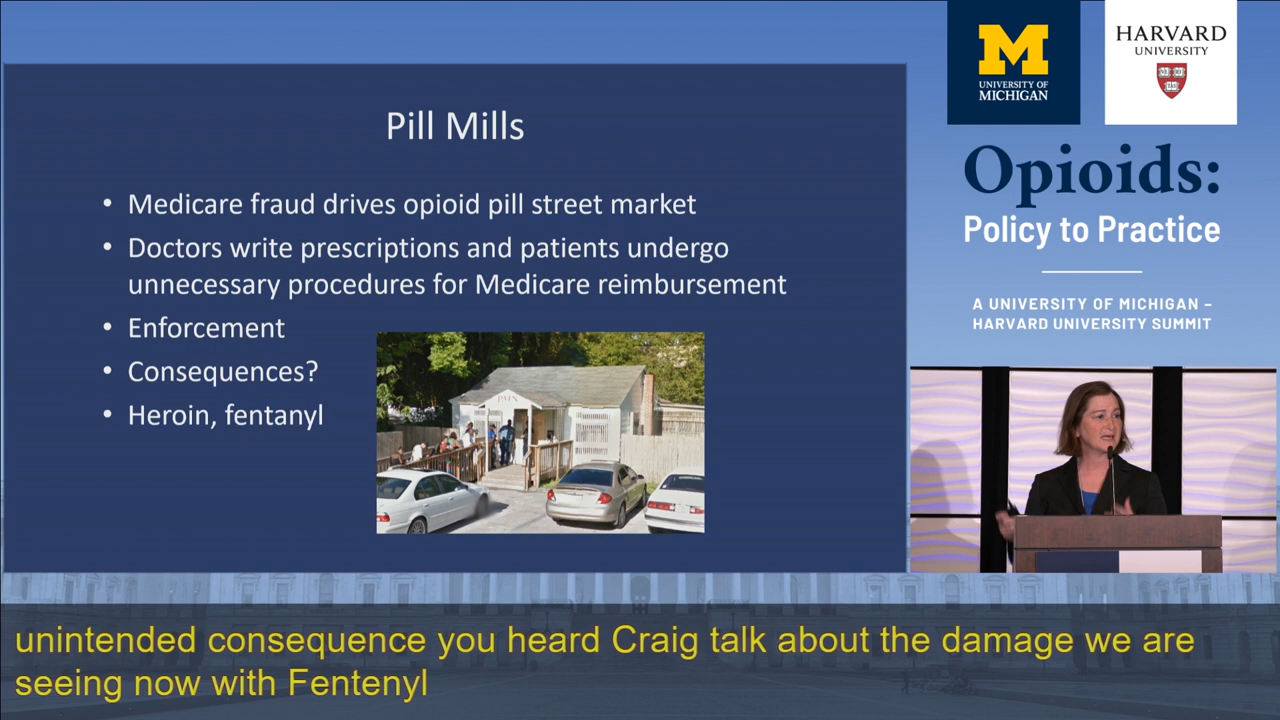 Pill Mills
• Medicare fraud drives opioid pill street market
• Doctors write prescriptions and patients undergo
unnecessary procedures for Medicare reimbursement
• Enforcement
• Consequences?
• Heroin, fentanyl
PAIN
M
UNIVERSITY OF
MICHIGAN
HARVARD
UNIVERSITY
Opioids:
Policy to Practice
A UNIVERSITY OF MICHIGAN –
HARVARD UNIVERSITY SUMMIT
unintended consequence you heard Craig talk about the damage we are
seeing now with Fentenyl